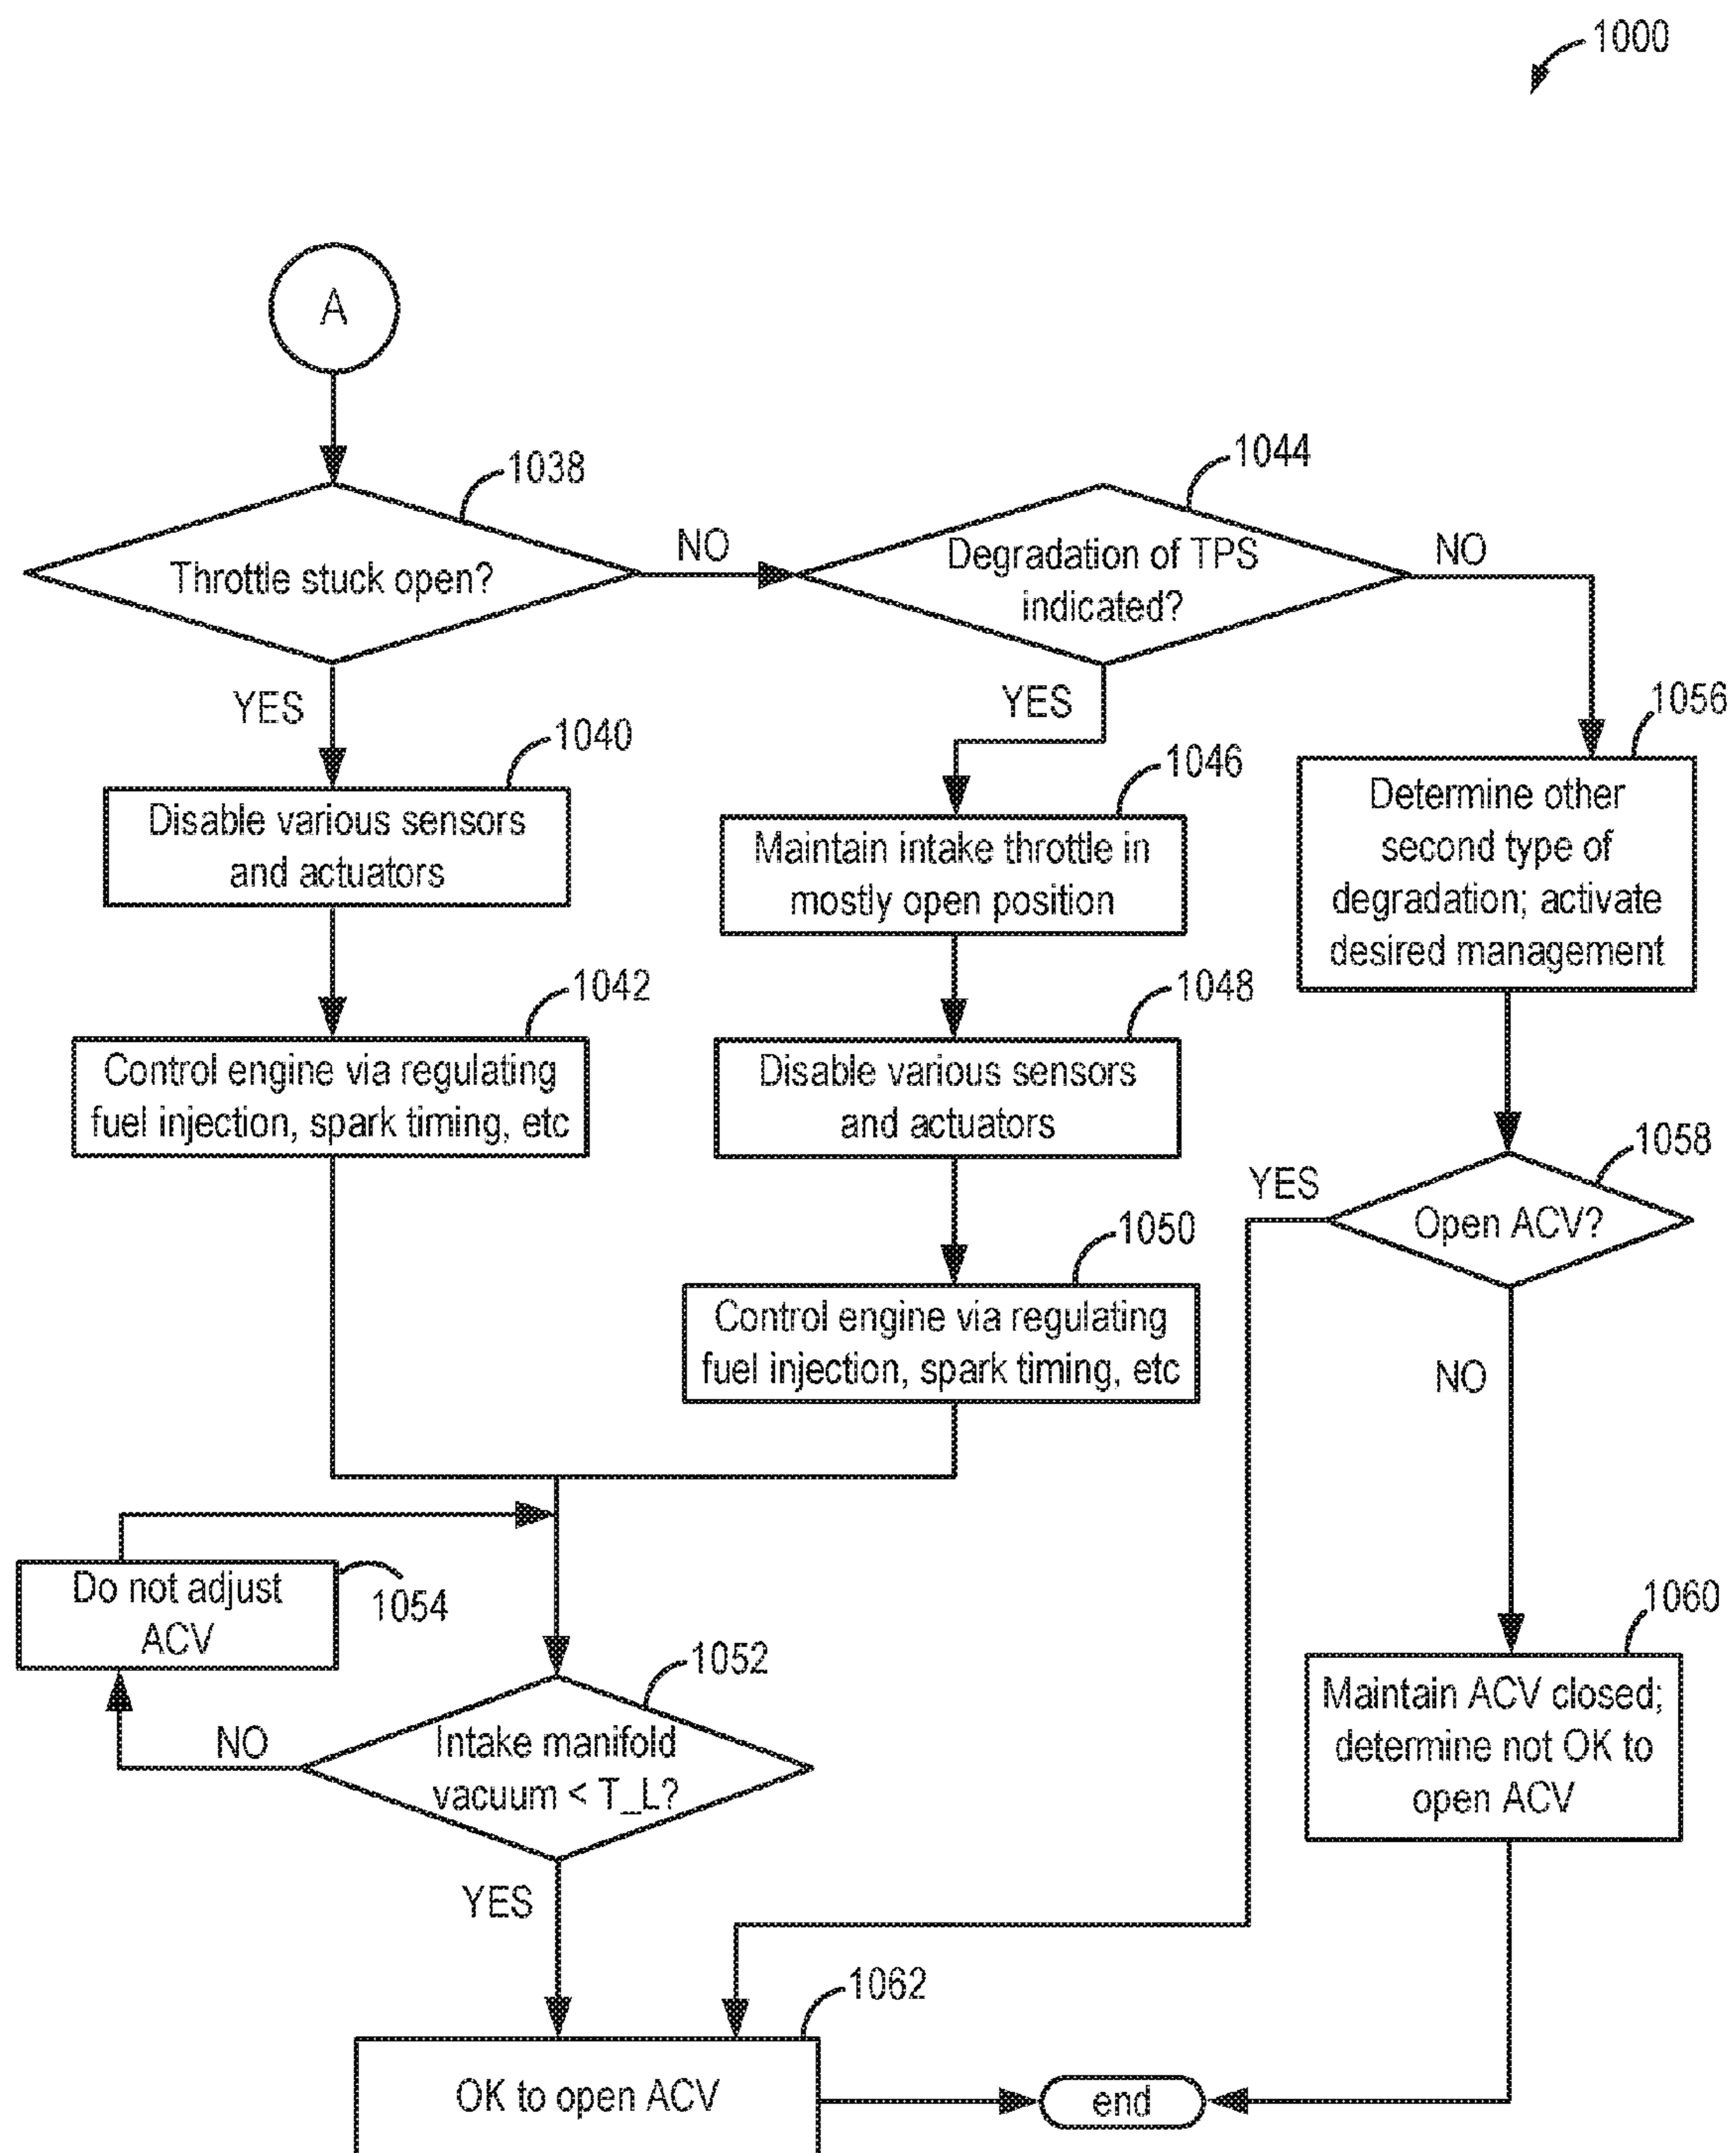 1000
A
1038
Throttle stuck open?
NO
1044
Degradation of TPS
indicated?
NO
YES
1040
Disable various sensors
and actuators
YES
1046
Maintain intake throttle in
mostly open position
1056
Determine other
second type of
degradation; activate
desired management
1042
Control engine via regulating
fuel injection, spark timing, etc
1048
Disable various sensors
and actuators
1050
Control engine via regulating
fuel injection, spark timing, etc
1058
Open ACV?
YES
NO
Do not adjust
ACV
1054
1052
Intake manifold
vacuum < T_L?
NO
YES
1060
Maintain ACV closed;
determine not OK to
open ACV
1062
OK to open ACV
end